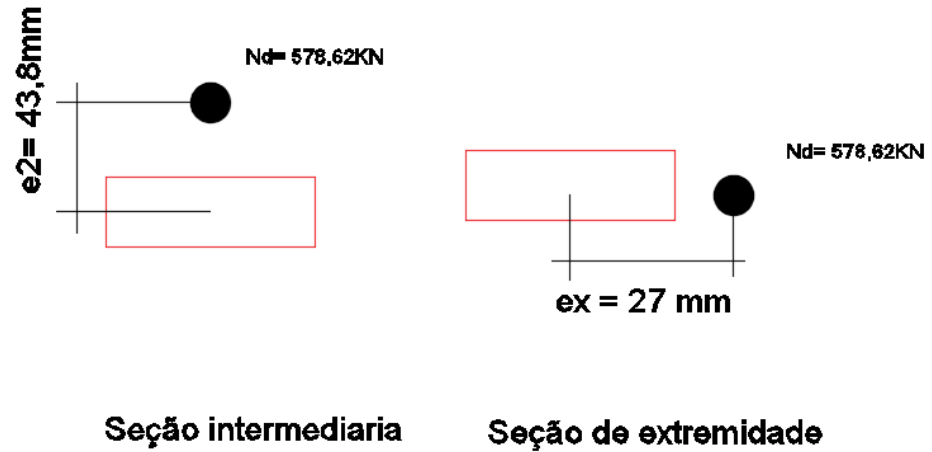 Nd= 578,62KN
e2= 43,8mm
Nd= 578,62KN
ex = 27 mm
Seção intermediaria
Seção de extremidade